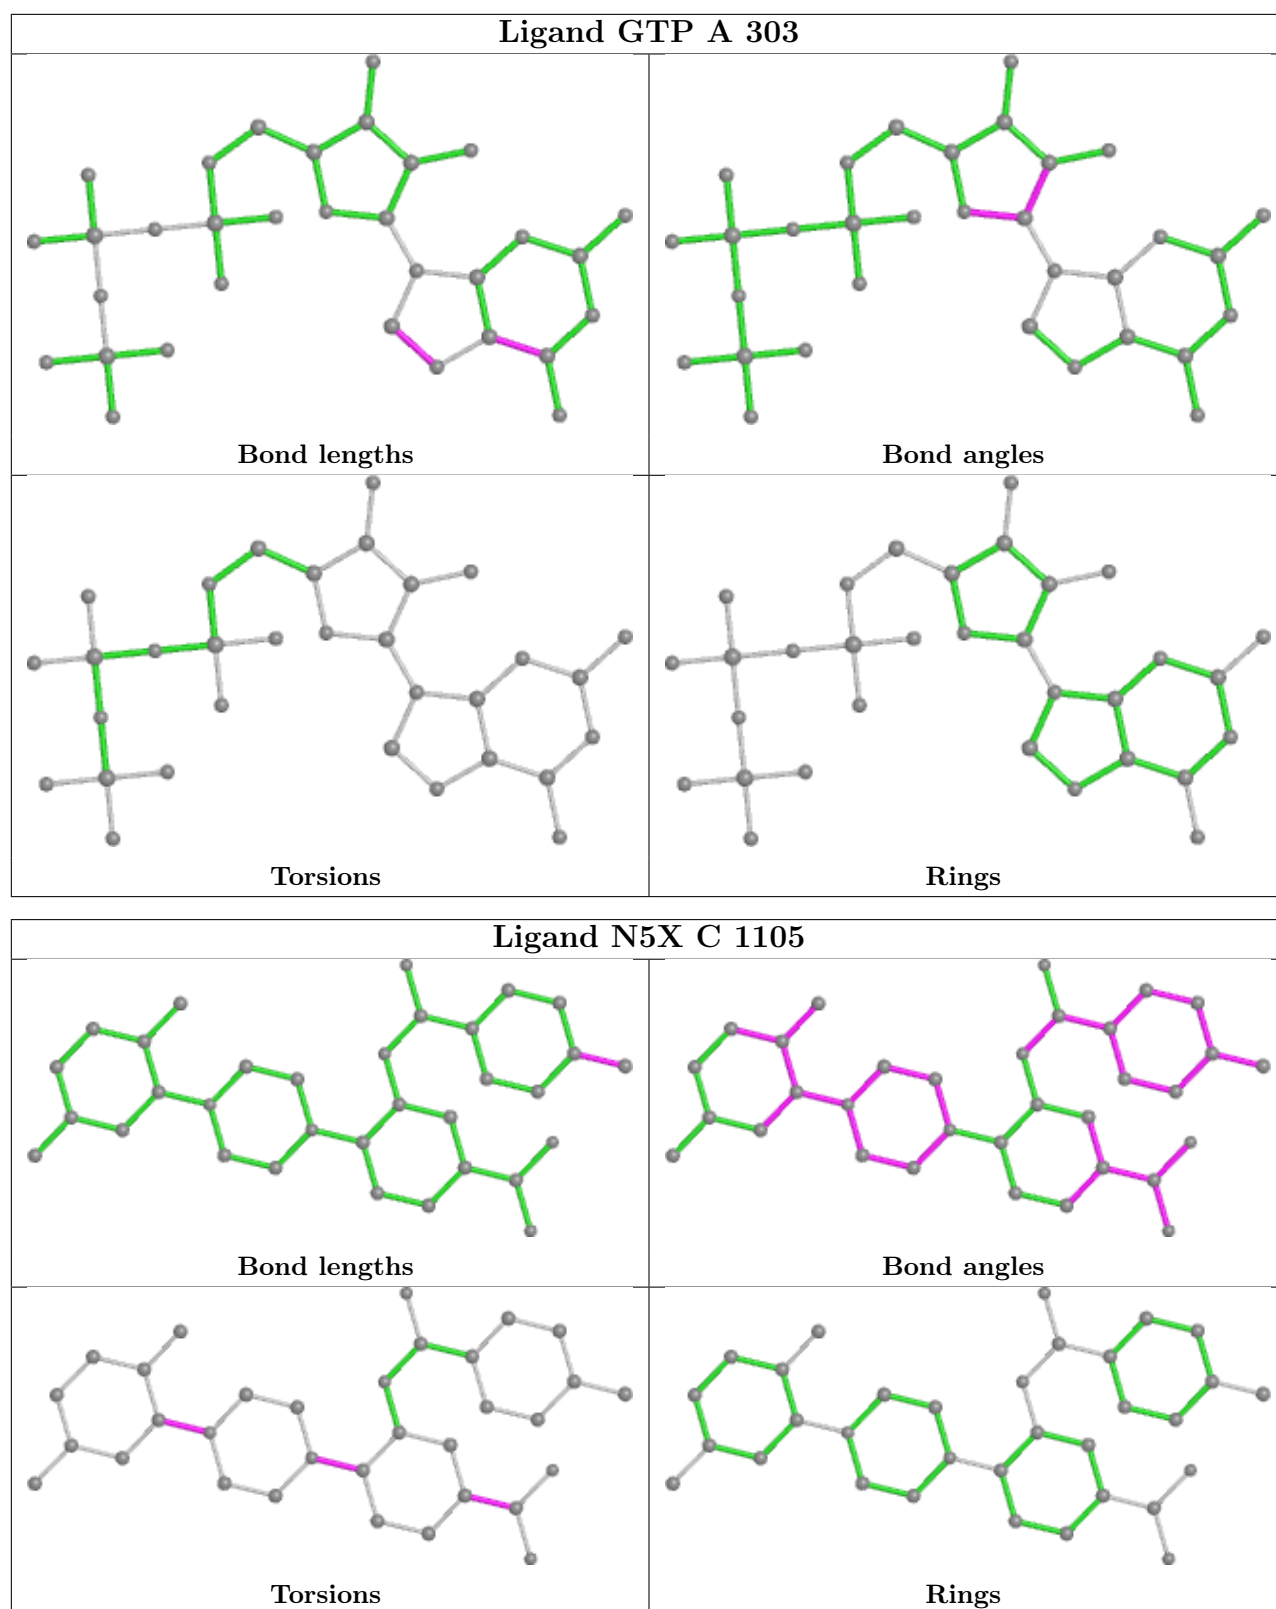 Ligand GTP A 303
Bond lengths
Bond angles
Torsions
Rings
Ligand N5X C 1105
Bond lengths
Bond angles
Torsions
Rings